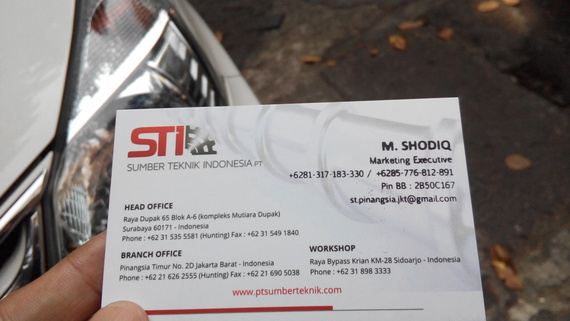 STI
SUMBER TEKNIK INDONESIA PT
M. SHODIQ
Marketing Executive
+6281-317-183-330 / +6285-776-812-891
Pin BB : 2B50C167
st.pinangsia.jkt@gmail.com
HEAD OFFICE
Raya Dupak 65 Blok A-6 (kompleks Mutiara Dupak)
Surabaya 60171 - Indonesia
Phone : +62 31 535 5581 (Hunting) Fax : +62 31 549 1840
BRANCH OFFICE
Pinangsia Timur No. 2D Jakarta Barat - Indonesia
Phone : +62 21 626 2555 (Hunting) Fax : +62 21 690 5038
WORKSHOP
Raya Bypass Krian KM-28 Sidoarjo - Indonesia
Phone : +62 31 898 3333
www.ptsumberteknik.com